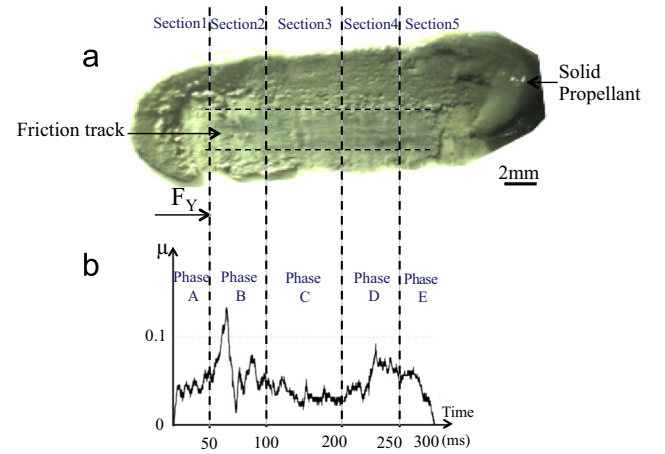 Section1 Section2 Section3 Section4 Section5
a
Solid
Propellant
Friction track
2mm
FY
b
μ
Phase A
Phase B
Phase C
Phase D
Phase E
0.1
0
Time
50 100 200 250 300 (ms)